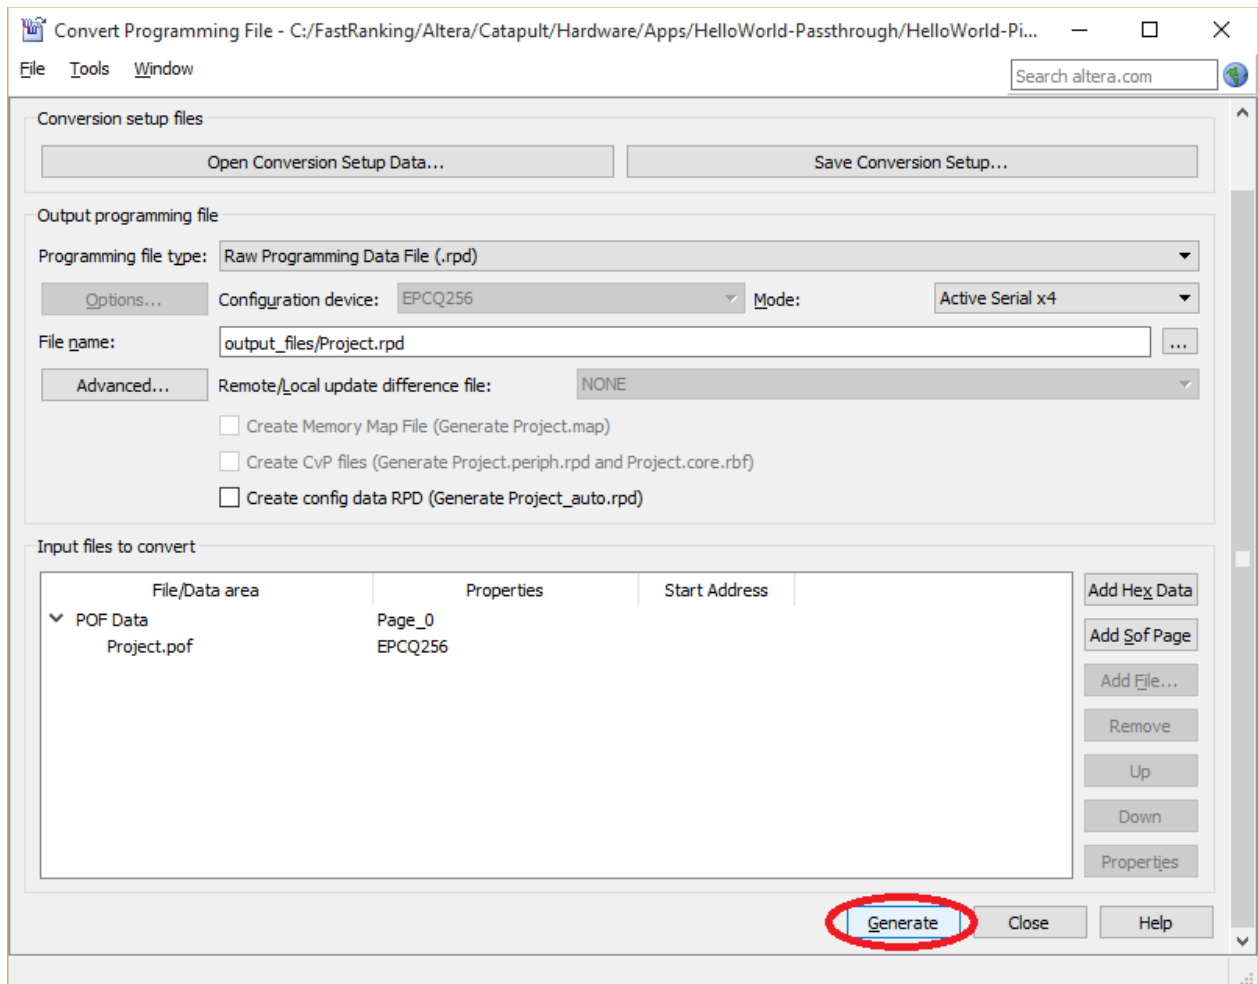 Convert Programming File - C:/FastRanking/Altera/Catapult/Hardware/Apps/HelloWorld-Passthrough/HelloWorld-Pi...
File Tools Window
Search altera.com
Conversion setup files
Open Conversion Setup Data... Save Conversion Setup...
Output programming file
Programming file type: Raw Programming Data File (.rpd)
Options... Configuration device: EPCQ256 Mode: Active Serial x4
File name: output_files/Project.rpd ...
Advanced... Remote/Local update difference file: NONE
Create Memory Map File (Generate Project.map)
Create CvP files (Generate Project.periph.rpd and Project.core.rbf)
Create config data RPD (Generate Project_auto.rpd)
Input files to convert
File/Data area Properties Start Address
POF Data Page_0
Project.pof EPCQ256
Add Hex Data
Add Sof Page
Add File...
Remove
Up
Down
Properties
Generate Close Help